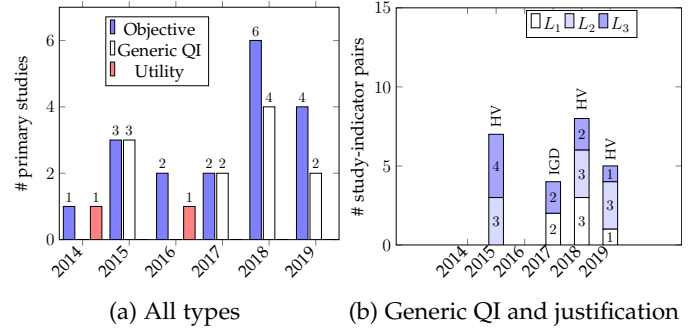 # primary studies
6
4
2
0
Objective
Generic QI
Utility
1 1
3 3
2 1
2 2
6 4
4 2
2014 2015 2016 2017 2018 2019
(a) All types
# study-indicator pairs
15
10
5
0
L1 L2 L3
HV
4
3
IGD
2
2
HV
2
3
3
HV
1
3
1
2014 2015 2016 2017 2018 2019
(b) Generic QI and justification